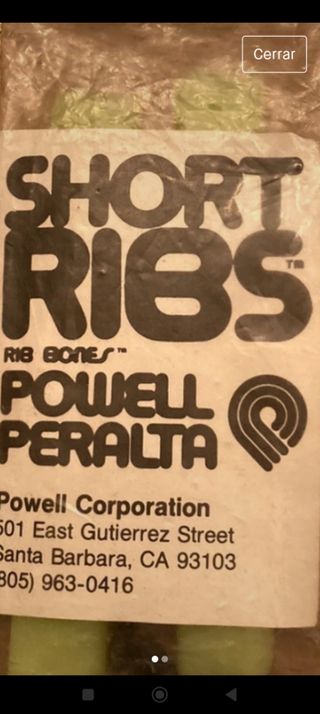 Cerrar
SHORT
RIBS™
RIB BONES™
POWELL
PERALTA
Powell Corporation
501 East Gutierrez Street
Santa Barbara, CA 93103
(805) 963-0416